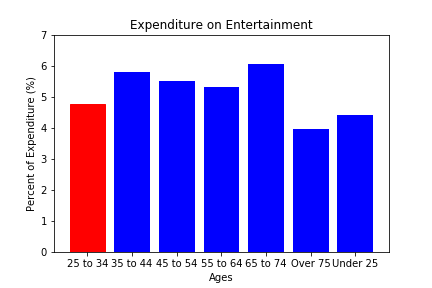 Expenditure on Entertainment
7
6
5
4
3
2
1
0
Percent of Expenditure (%)
25 to 34 35 to 44 45 to 54 55 to 64 65 to 74 Over 75 Under 25
Ages